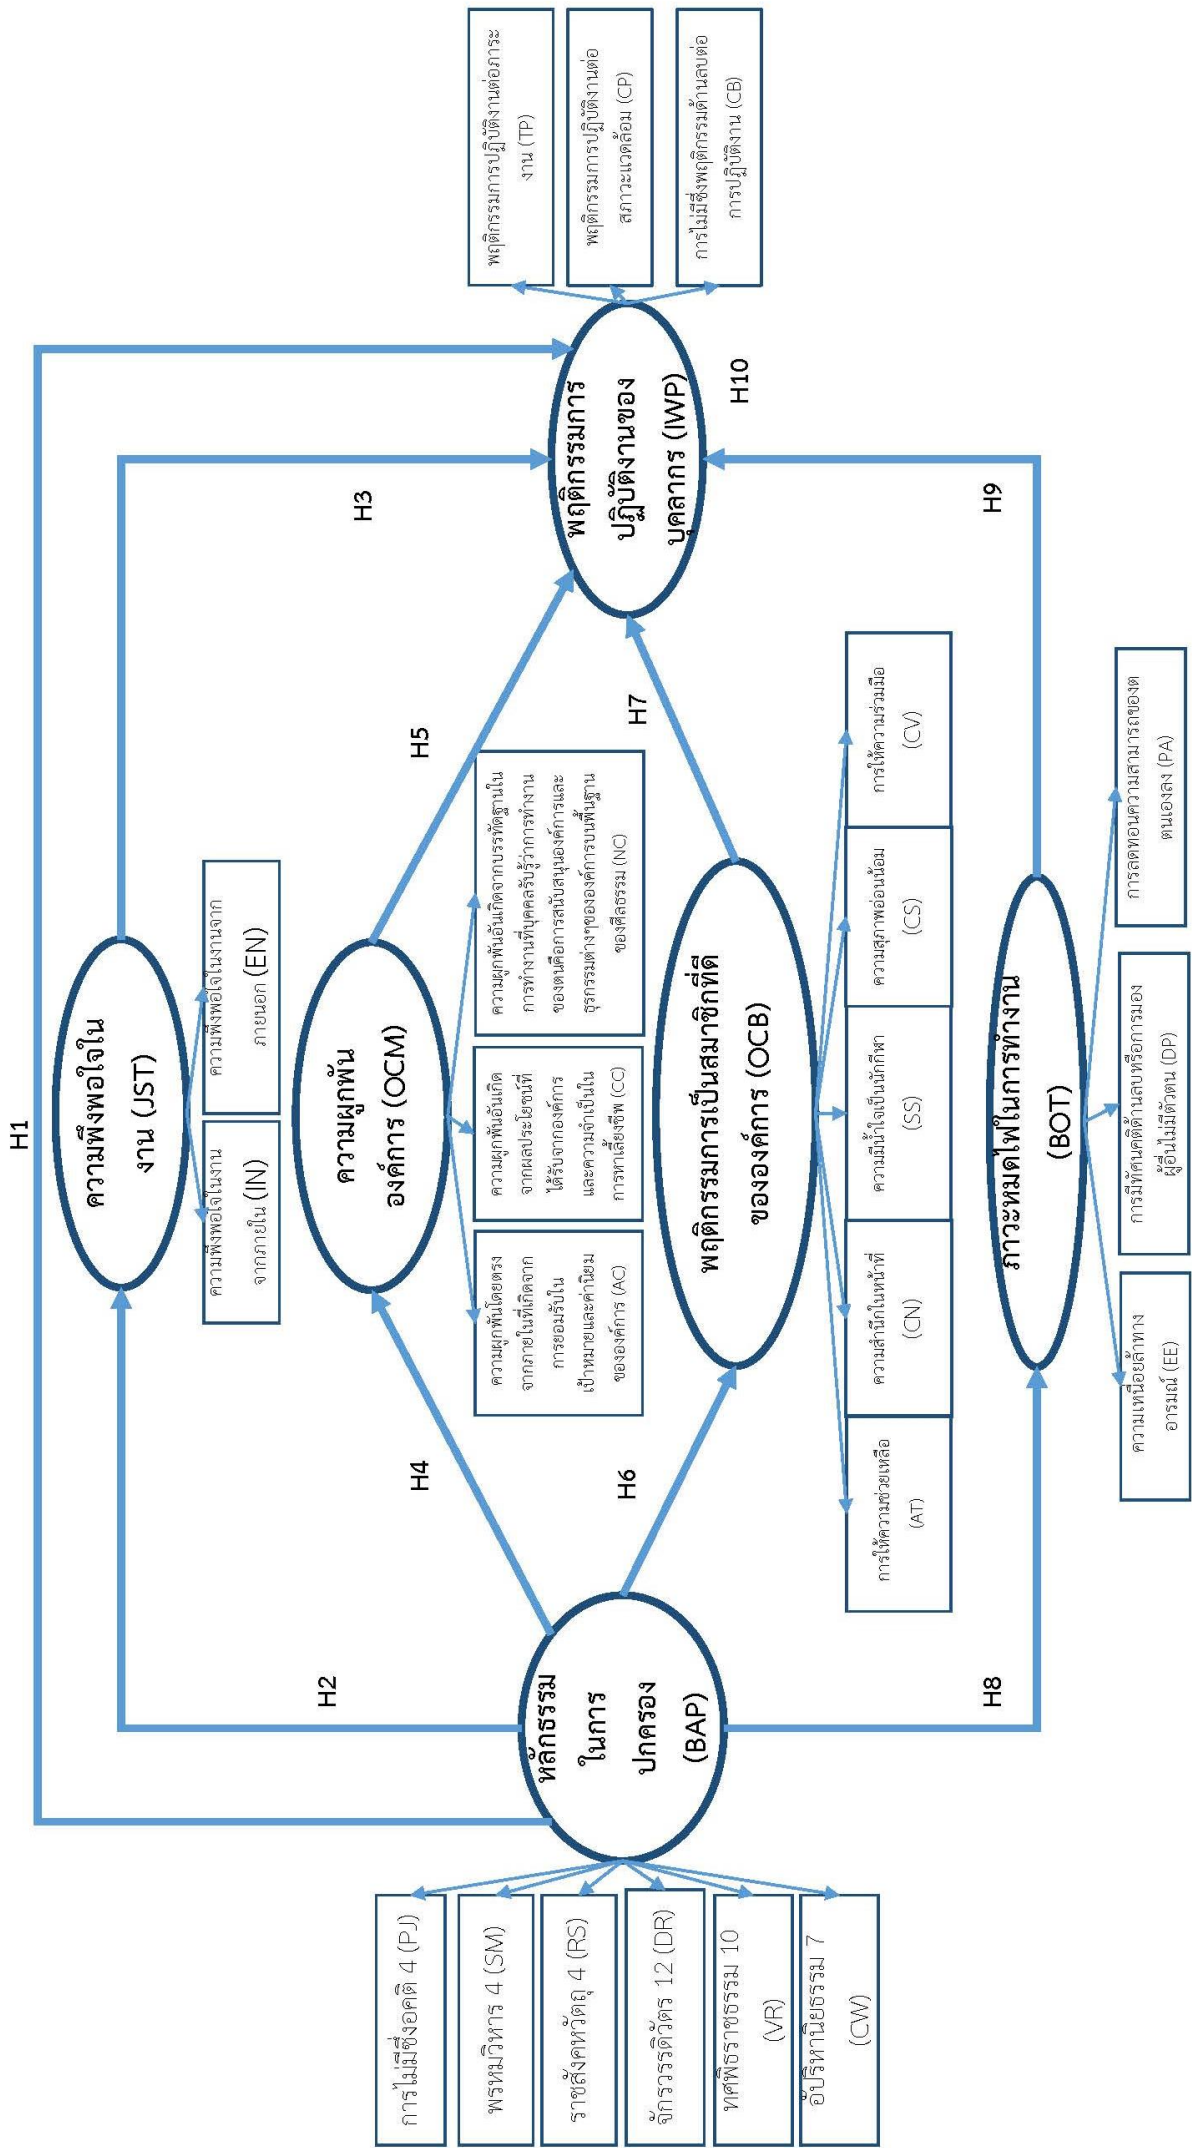 H1
ความพึงพอใจใน
งาน (JST)
ความพึงพอใจในงาน
จากภายใน (IN)
ความพึงพอใจในงานจาก
ภายนอก (EN)
H2
H3
ความผูกพัน
องค์การ (OCM)
ความผูกพันโดยตรง
จากภายในที่เกิดจาก
การยอมรับใน
เป้าหมายและค่านิยม
ขององค์การ (AC)
ความผูกพันอันเกิด
จากผลประโยชน์ที่
ได้รับจากองค์การ
และความจำเป็นใน
การหาเลี้ยงชีพ (CC)
ความผูกพันอันเกิดจากบรรทัดฐานใน
การทำงานที่บุคคลรับรู้ว่าการทำงาน
ของตนคือการสนับสนุนองค์การและ
ธุรกรรมต่างๆขององค์การบนพื้นฐาน
ของศีลธรรม (NC)
H4
H5
การไม่มีซึ่งอคติ 4 (PJ)
พรหมวิหาร 4 (SM)
ราชสังคหวัตถุ 4 (RS)
จักรวรรดิวัตร 12 (DR)
ทศพิธราชธรรม 10
(VR)
อปริหานิยธรรม 7
(CW)
หลักธรรม
ในการ
ปกครอง
(BAP)
พฤติกรรมการ
ปฏิบัติงานของ
บุคลากร (IWP)
พฤติกรรมการปฏิบัติงานต่อภาระ
งาน (TP)
พฤติกรรมการปฏิบัติงานต่อ
สภาวะแวดล้อม (CP)
การไม่มีซึ่งพฤติกรรมด้านลบต่อ
การปฏิบัติงาน (CB)
H6
H7
H10
พฤติกรรมการเป็นสมาชิกที่ดี
ขององค์การ (OCB)
การให้ความช่วยเหลือ
(AT)
ความสำนึกในหน้าที่
(CN)
ความมีน้ำใจเป็นนักกีฬา
(SS)
ความสุภาพอ่อนน้อม
(CS)
การให้ความร่วมมือ
(CV)
H8
H9
ภาวะหมดไฟในการทำงาน
(BOT)
ความเหนื่อยล้าทาง
อารมณ์ (EE)
การมีทัศนคติด้านลบหรือการมอง
ผู้อื่นไม่มีตัวตน (DP)
การลดทอนความสามารถของต
ตนเองลง (PA)